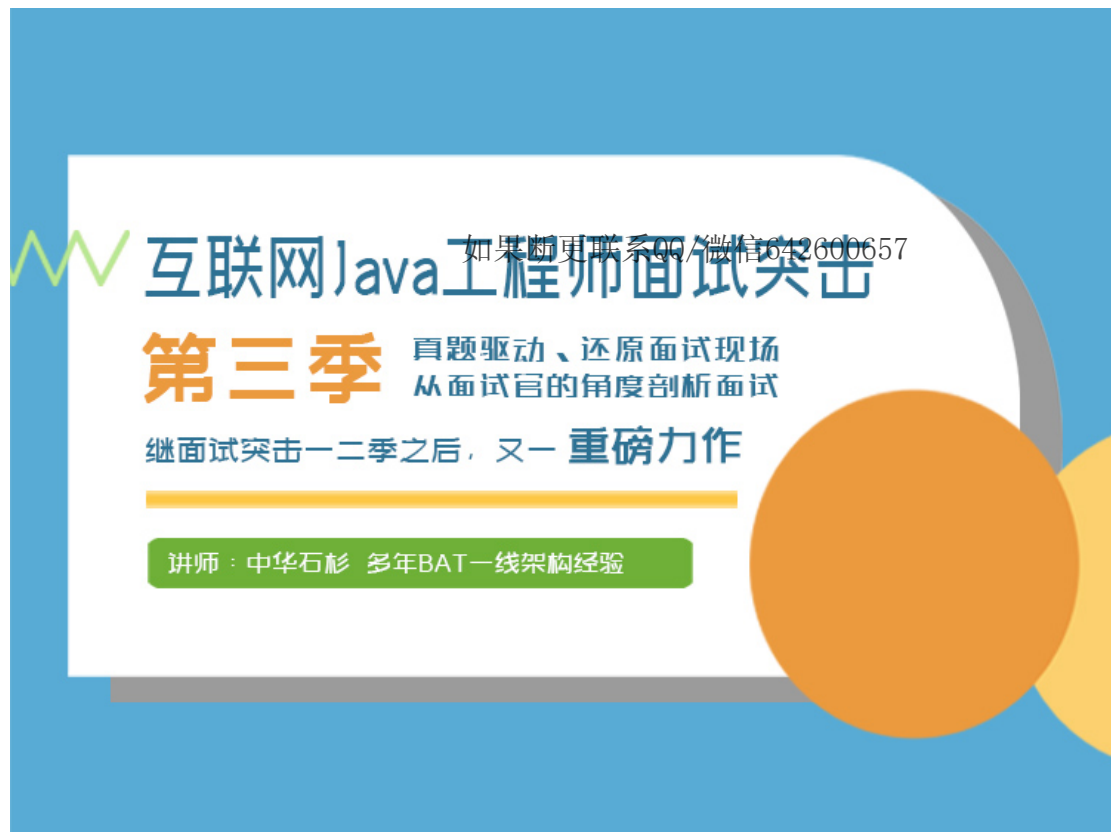 互联网Java工程师面试突击
如果断更联系QQ/微信642600657
第三季
真题驱动、还原面试现场
从面试官的角度剖析面试
继面试突击一二季之后，又一 重磅力作
讲师：中华石杉 多年BAT一线架构经验